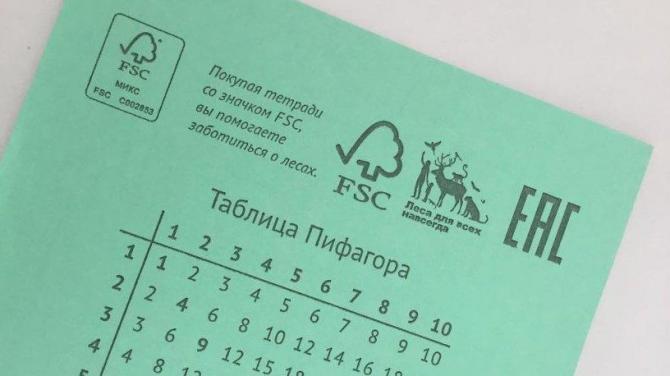 FSC
МИКС
FSC C002853
Покупая тетради
со значком FSC,
вы помогаете
заботиться о лесах.
FSC
Леса для всех
навсегда
EAC
Таблица Пифагора
1 2 3 4 5 6 7 8 9 10
1 1 2 3 4 5 6 7 8 9 10
2 2 4 6 8 10 12 14 16 18
3 3 6 9 12 15 18
4 4 8 12